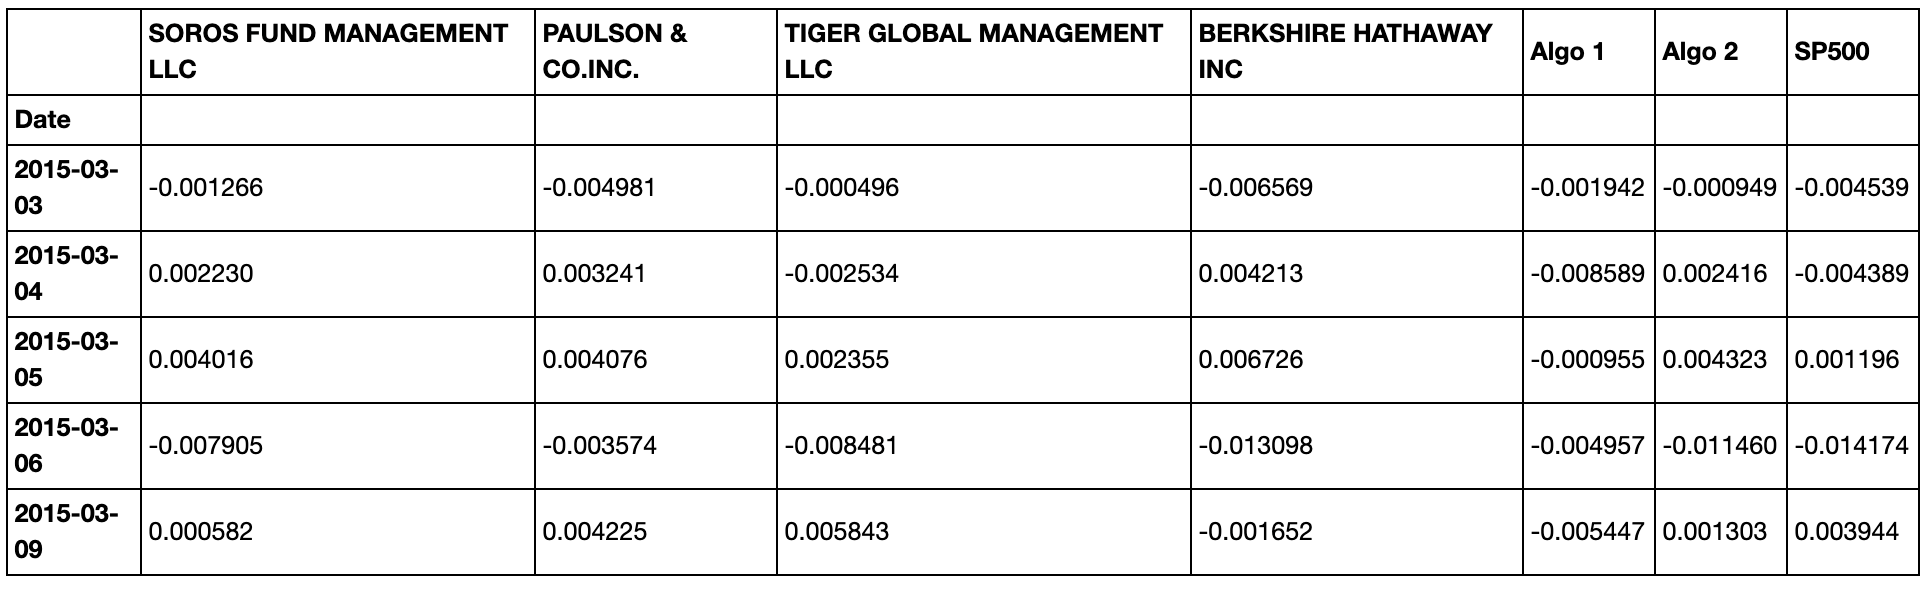 SOROS FUND MANAGEMENT LLC PAULSON & CO.INC. TIGER GLOBAL MANAGEMENT LLC BERKSHIRE HATHAWAY INC Algo 1 Algo 2 SP500
Date
2015-03-03 -0.001266 -0.004981 -0.000496 -0.006569 -0.001942 -0.000949 -0.004539
2015-03-04 0.002230 0.003241 -0.002534 0.004213 -0.008589 0.002416 -0.004389
2015-03-05 0.004016 0.004076 0.002355 0.006726 -0.000955 0.004323 0.001196
2015-03-06 -0.007905 -0.003574 -0.008481 -0.013098 -0.004957 -0.011460 -0.014174
2015-03-09 0.000582 0.004225 0.005843 -0.001652 -0.005447 0.001303 0.003944